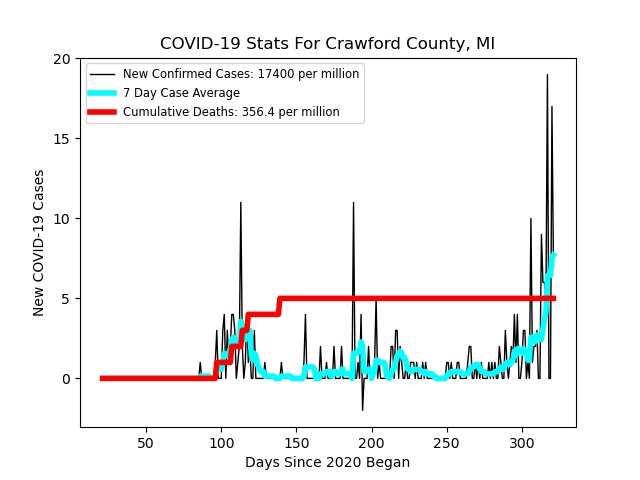 COVID-19 Stats For Crawford County, MI
New Confirmed Cases: 17400 per million
7 Day Case Average
Cumulative Deaths: 356.4 per million
New COVID-19 Cases
20
15
10
5
0
50 100 150 200 250 300
Days Since 2020 Began